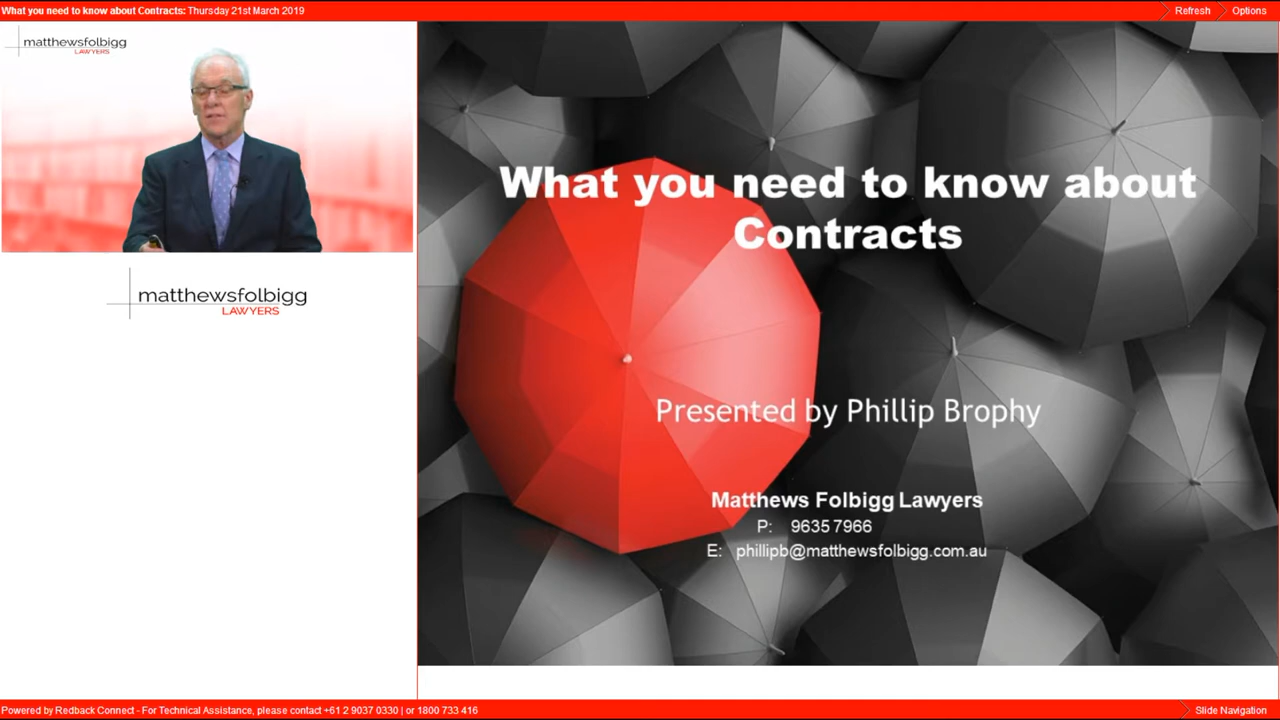 What you need to know about Contracts: Thursday 21st March 2019
Refresh
Options
matthewsfolbigg
LAWYERS
matthewsfolbigg
LAWYERS
What you need to know about
Contracts
Presented by Phillip Brophy
Matthews Folbigg Lawyers
P: 9635 7966
E: phillipb@matthewsfolbigg.com.au
Powered by Redback Connect - For Technical Assistance, please contact +61 2 9037 0330 | or 1800 733 416
Slide Navigation